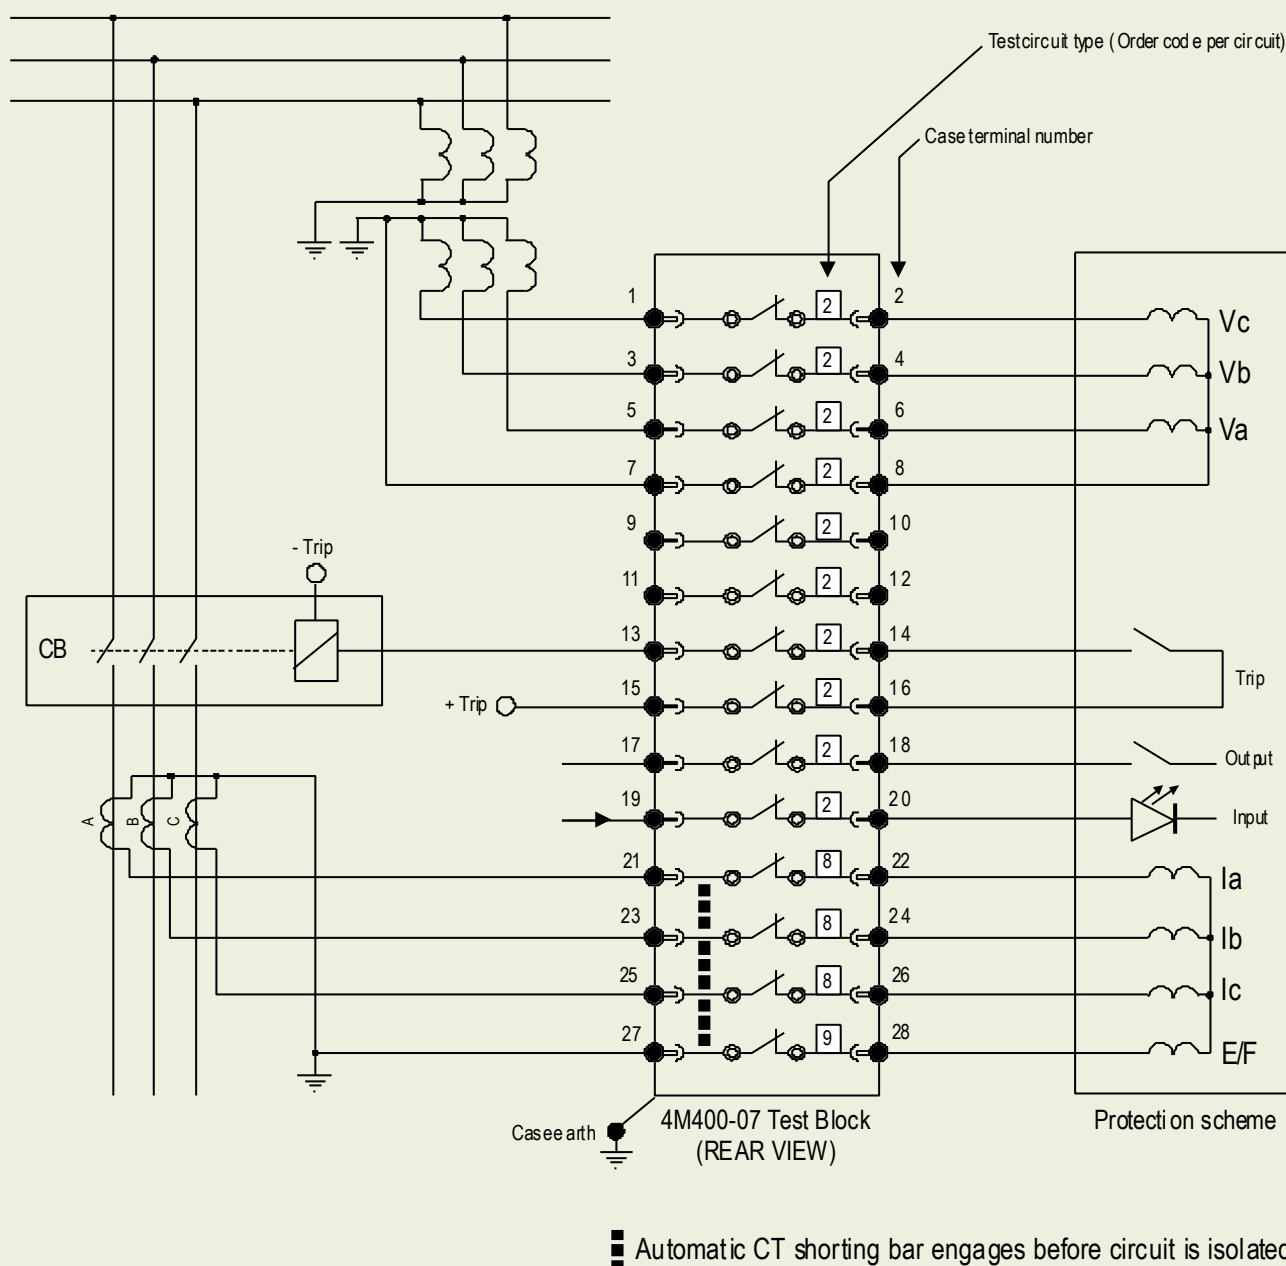 Testcircuit type (Order code per circuit)
Case terminal number
1 2 2
Vc
3 2 4
Vb
5 2 6
Va
7 2 8
9 2 10
- Trip
11 2 12
CB
13 2 14
Trip
+ Trip
15 2 16
17 2 18
Output
19 2 20
Input
A B C
21 8 22
Ia
23 8 24
Ib
25 8 26
Ic
27 9 28
E/F
Case earth
4M400-07 Test Block
(REAR VIEW)
Protection scheme
Automatic CT shorting bar engages before circuit is isolated